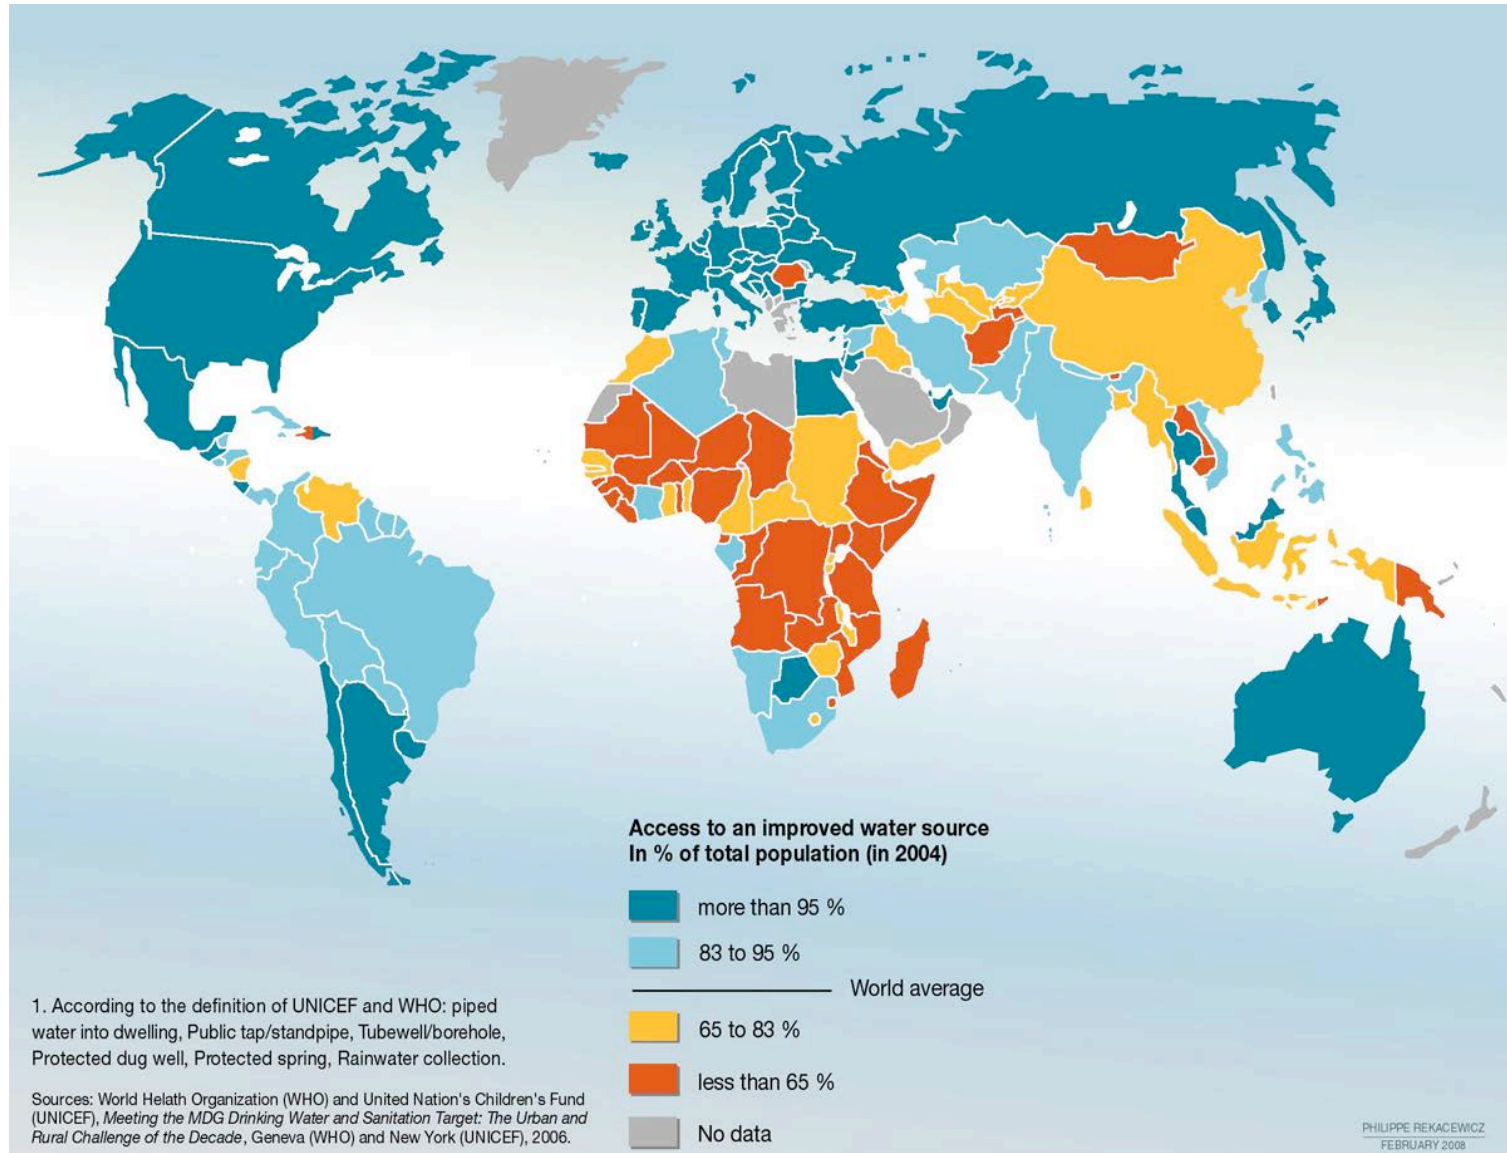 Access to an improved water source
In % of total population (in 2004)
more than 95 %
83 to 95 %
World average
65 to 83 %
less than 65 %
No data
1. According to the definition of UNICEF and WHO: piped
water into dwelling, Public tap/standpipe, Tubewell/borehole,
Protected dug well, Protected spring, Rainwater collection.
Sources: World Helath Organization (WHO) and United Nation's Children's Fund
(UNICEF), Meeting the MDG Drinking Water and Sanitation Target: The Urban and
Rural Challenge of the Decade, Geneva (WHO) and New York (UNICEF), 2006.
PHILIPPE REKACEWICZ
FEBRUARY 2008